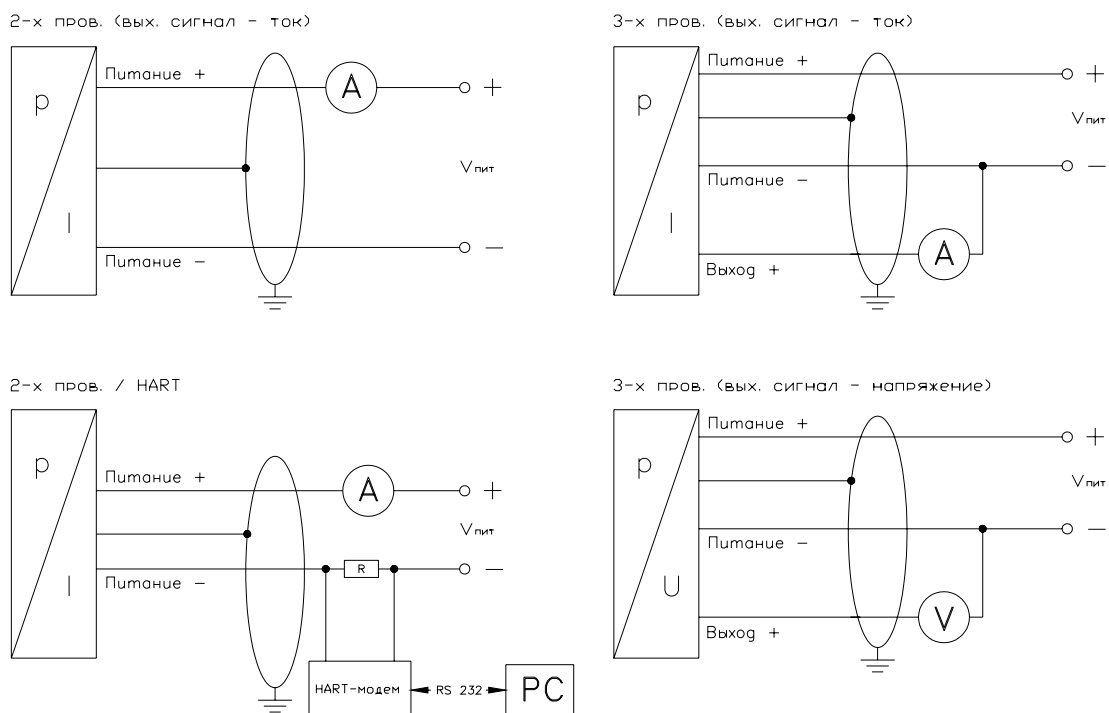 2-х пров. (вых. сигнал - ток)
Питание +
A
+
p
Vпит
I
Питание -
-
3-х пров. (вых. сигнал - ток)
Питание +
+
p
Vпит
Питание -
-
I
A
Выход +
2-х пров. / HART
p
Питание +
A
+
Vпит
I
Питание -
R
-
HART-модем
RS 232
PC
3-х пров. (вых. сигнал - напряжение)
Питание +
+
p
Vпит
Питание -
-
U
V
Выход +